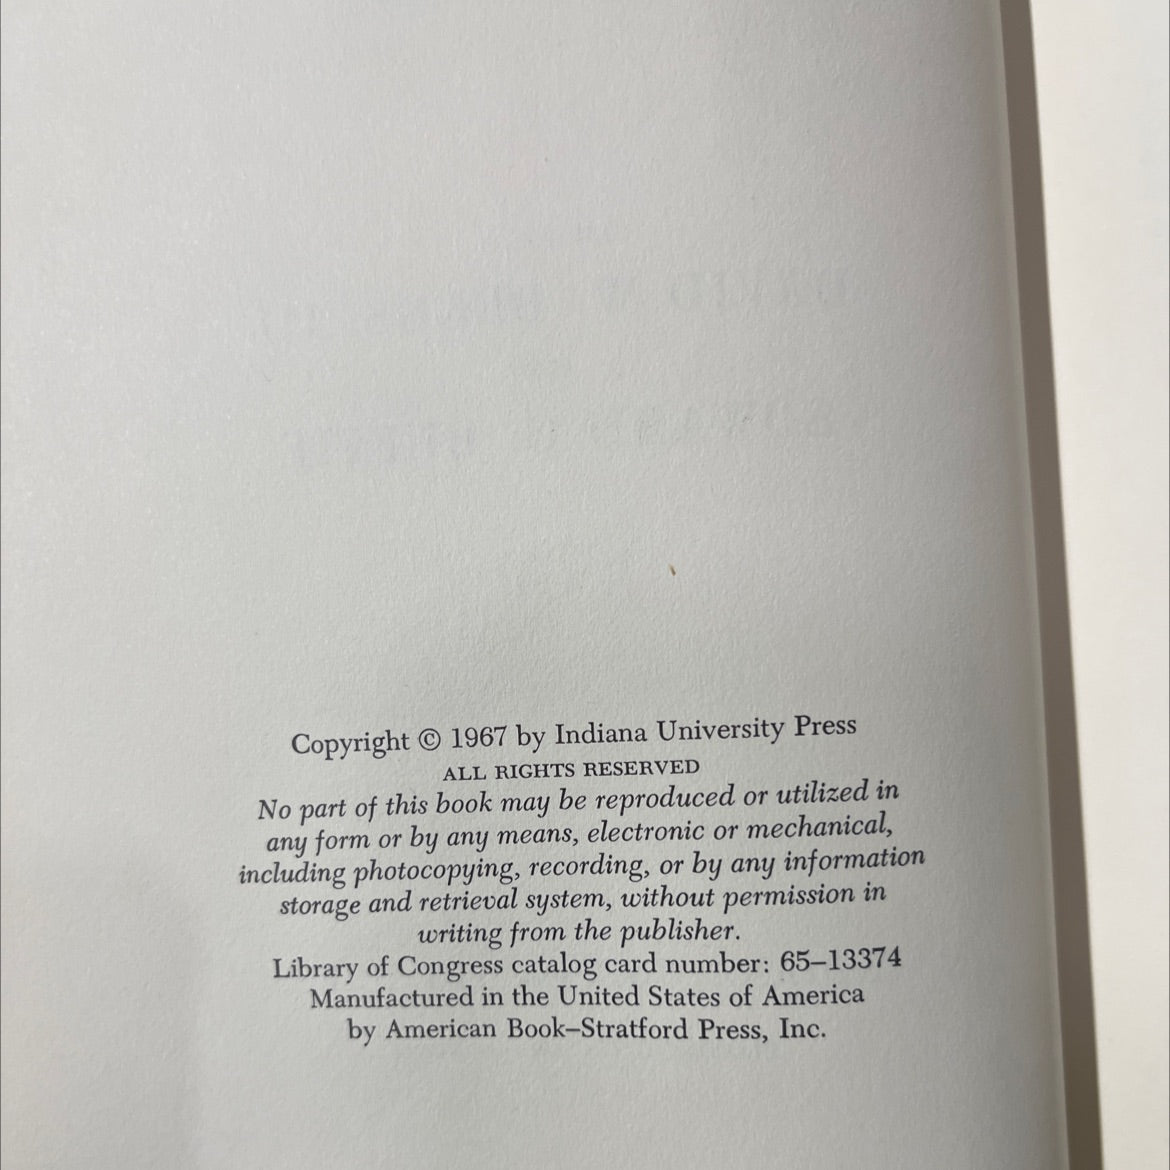 Copyright © 1967 by Indiana University Press
ALL RIGHTS RESERVED
No part of this book may be reproduced or utilized in
any form or by any means, electronic or mechanical,
including photocopying, recording, or by any information
storage and retrieval system, without permission in
writing from the publisher.
Library of Congress catalog card number: 65–13374
Manufactured in the United States of America
by American Book–Stratford Press, Inc.